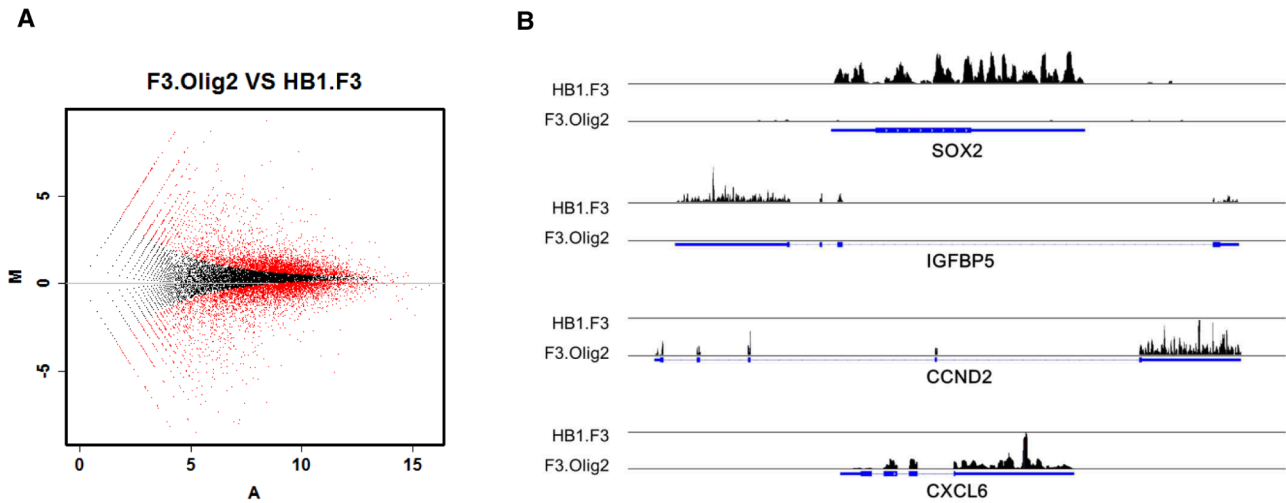 A
F3.Olig2 VS HB1.F3
M
5
0
-5
0
5
10
15
A
B
HB1.F3
F3.Olig2
SOX2
HB1.F3
F3.Olig2
IGFBP5
HB1.F3
F3.Olig2
CCND2
HB1.F3
F3.Olig2
CXCL6